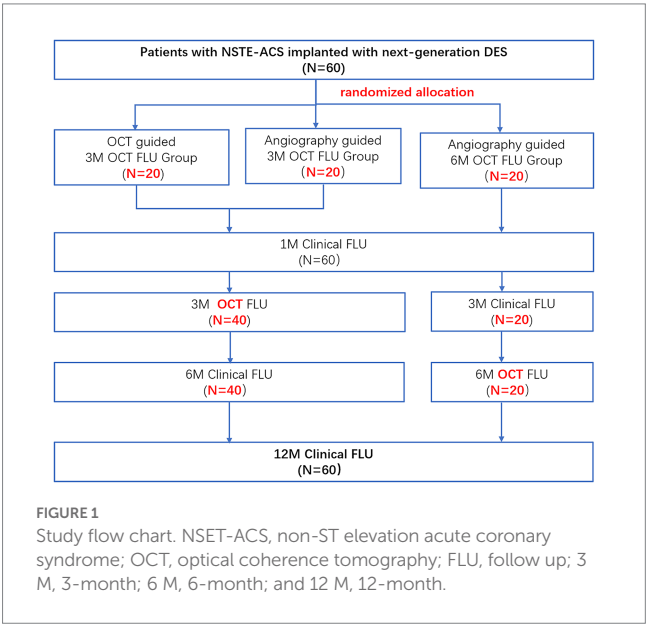 Patients with NSTE-ACS implanted with next-generation DES
(N=60)
randomized allocation
OCT guided
3M OCT FLU Group
(N=20)
Angiography guided
3M OCT FLU Group
(N=20)
Angiography guided
6M OCT FLU Group
(N=20)
1M Clinical FLU
(N=60)
3M OCT FLU
(N=40)
3M Clinical FLU
(N=20)
6M Clinical FLU
(N=40)
6M OCT FLU
(N=20)
12M Clinical FLU
(N=60)
FIGURE 1
Study flow chart. NSET-ACS, non-ST elevation acute coronary
syndrome; OCT, optical coherence tomography; FLU, follow up; 3
M, 3-month; 6 M, 6-month; and 12 M, 12-month.